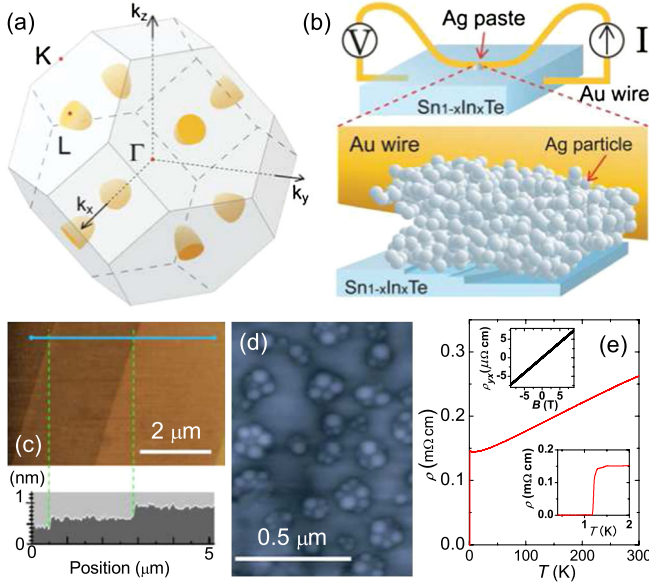 (a)
k_z
K
L
Γ
k_x
k_y
(b)
Ag paste
V
I
Au wire
Sn₁₋ₓInₓTe
Au wire
Ag particle
Sn₁₋ₓInₓTe
(c)
2 μm
(nm)
1
0
0
5
Position (μm)
(d)
0.5 μm
(e)
0.3
0.2
0.1
0.0
ρ (mΩ cm)
0
100
200
300
T (K)
ρyx(μΩ cm)
5
0
-5
-5
0
5
B (T)
ρ (mΩ cm)
0.2
0.1
0.0
1
2
T (K)